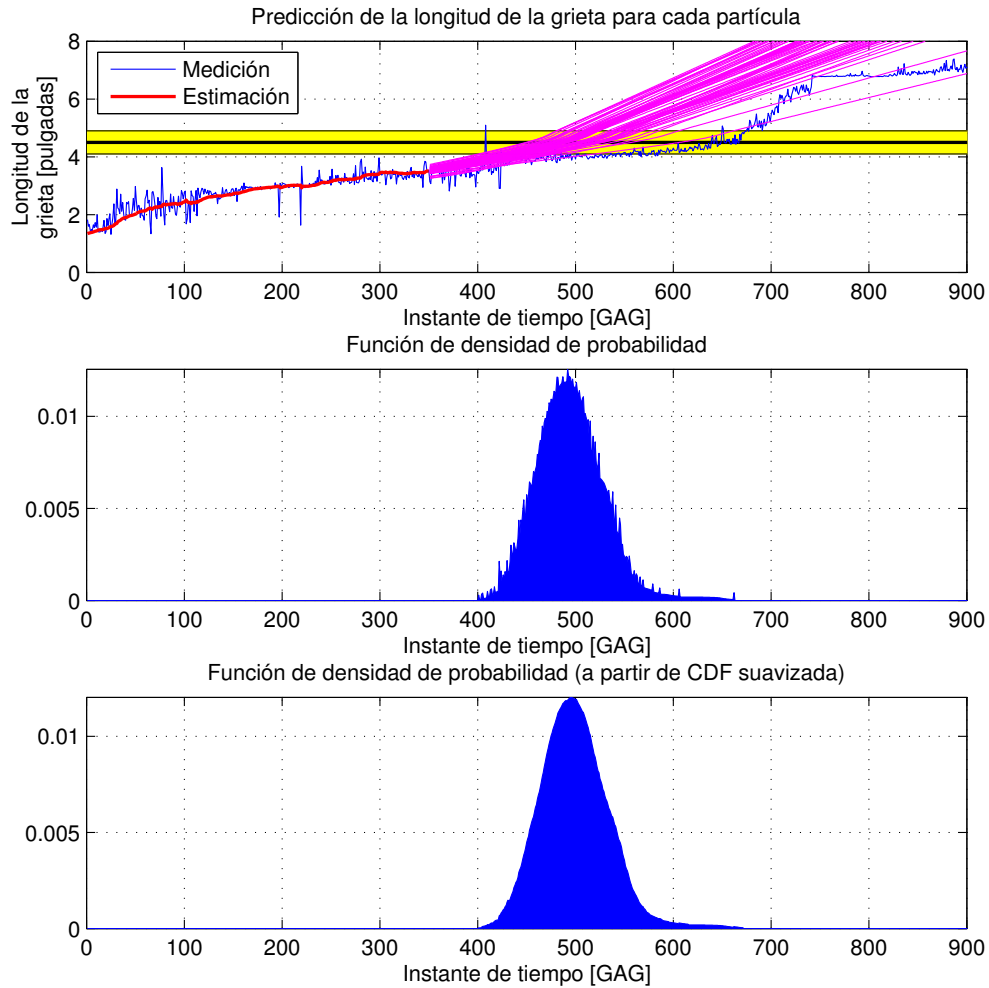 Predicción de la longitud de la grieta para cada partícula
Longitud de la
grieta [pulgadas]
8
6
4
2
0
Medición
Estimación
0 100 200 300 400 500 600 700 800 900
Instante de tiempo [GAG]
Función de densidad de probabilidad
0.01
0.005
0
0 100 200 300 400 500 600 700 800 900
Instante de tiempo [GAG]
Función de densidad de probabilidad (a partir de CDF suavizada)
0.01
0.005
0
0 100 200 300 400 500 600 700 800 900
Instante de tiempo [GAG]